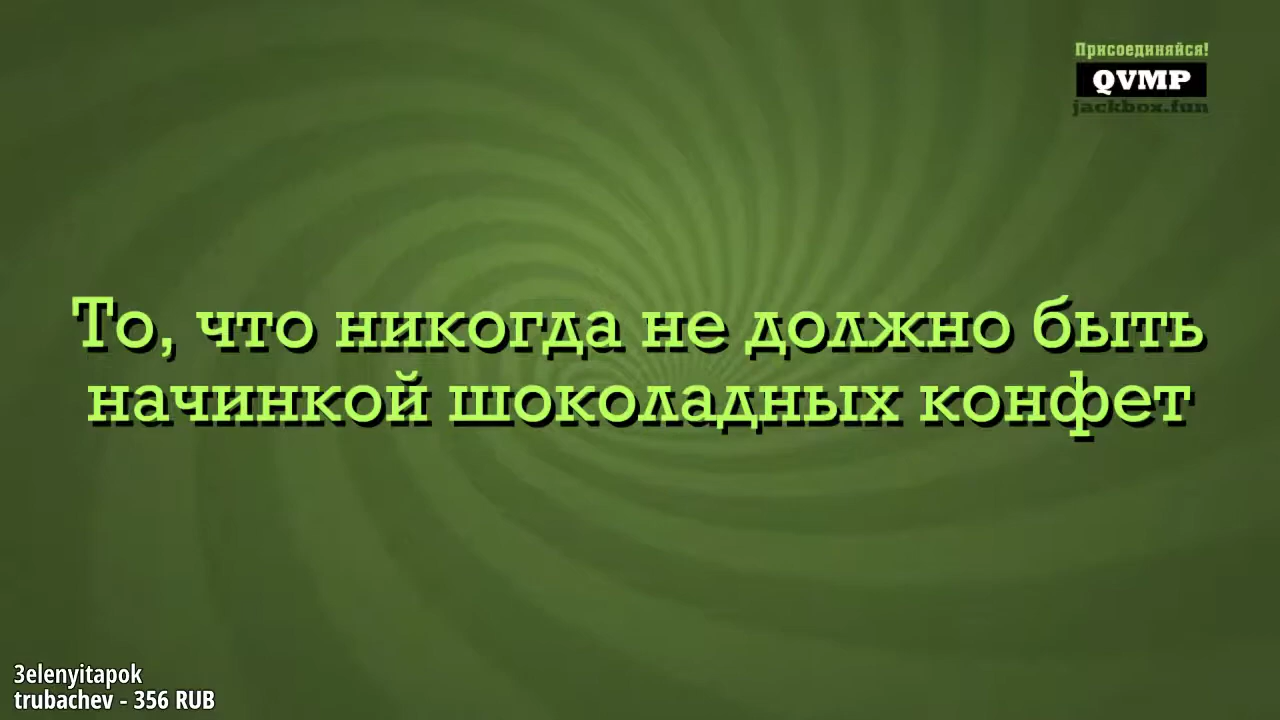 Присоединяйся!
QVMP
jackbox.fun
То, что никогда не должно быть
начинкой шоколадных конфет
3elenyitapok
trubachev - 356 RUB